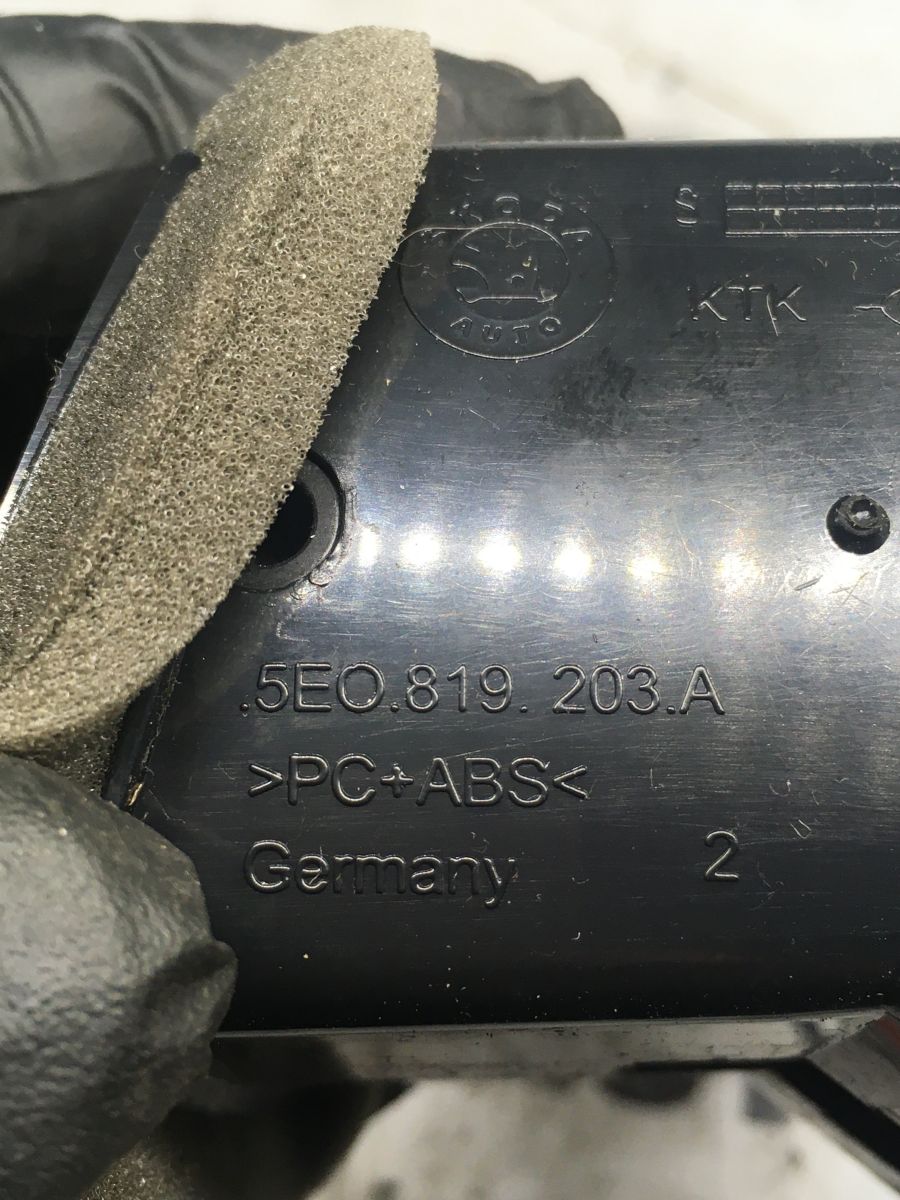 ŠKODA
AUTO
S
KTK
.5E0.819. 203.A
>PC+ABS<
Germany 2